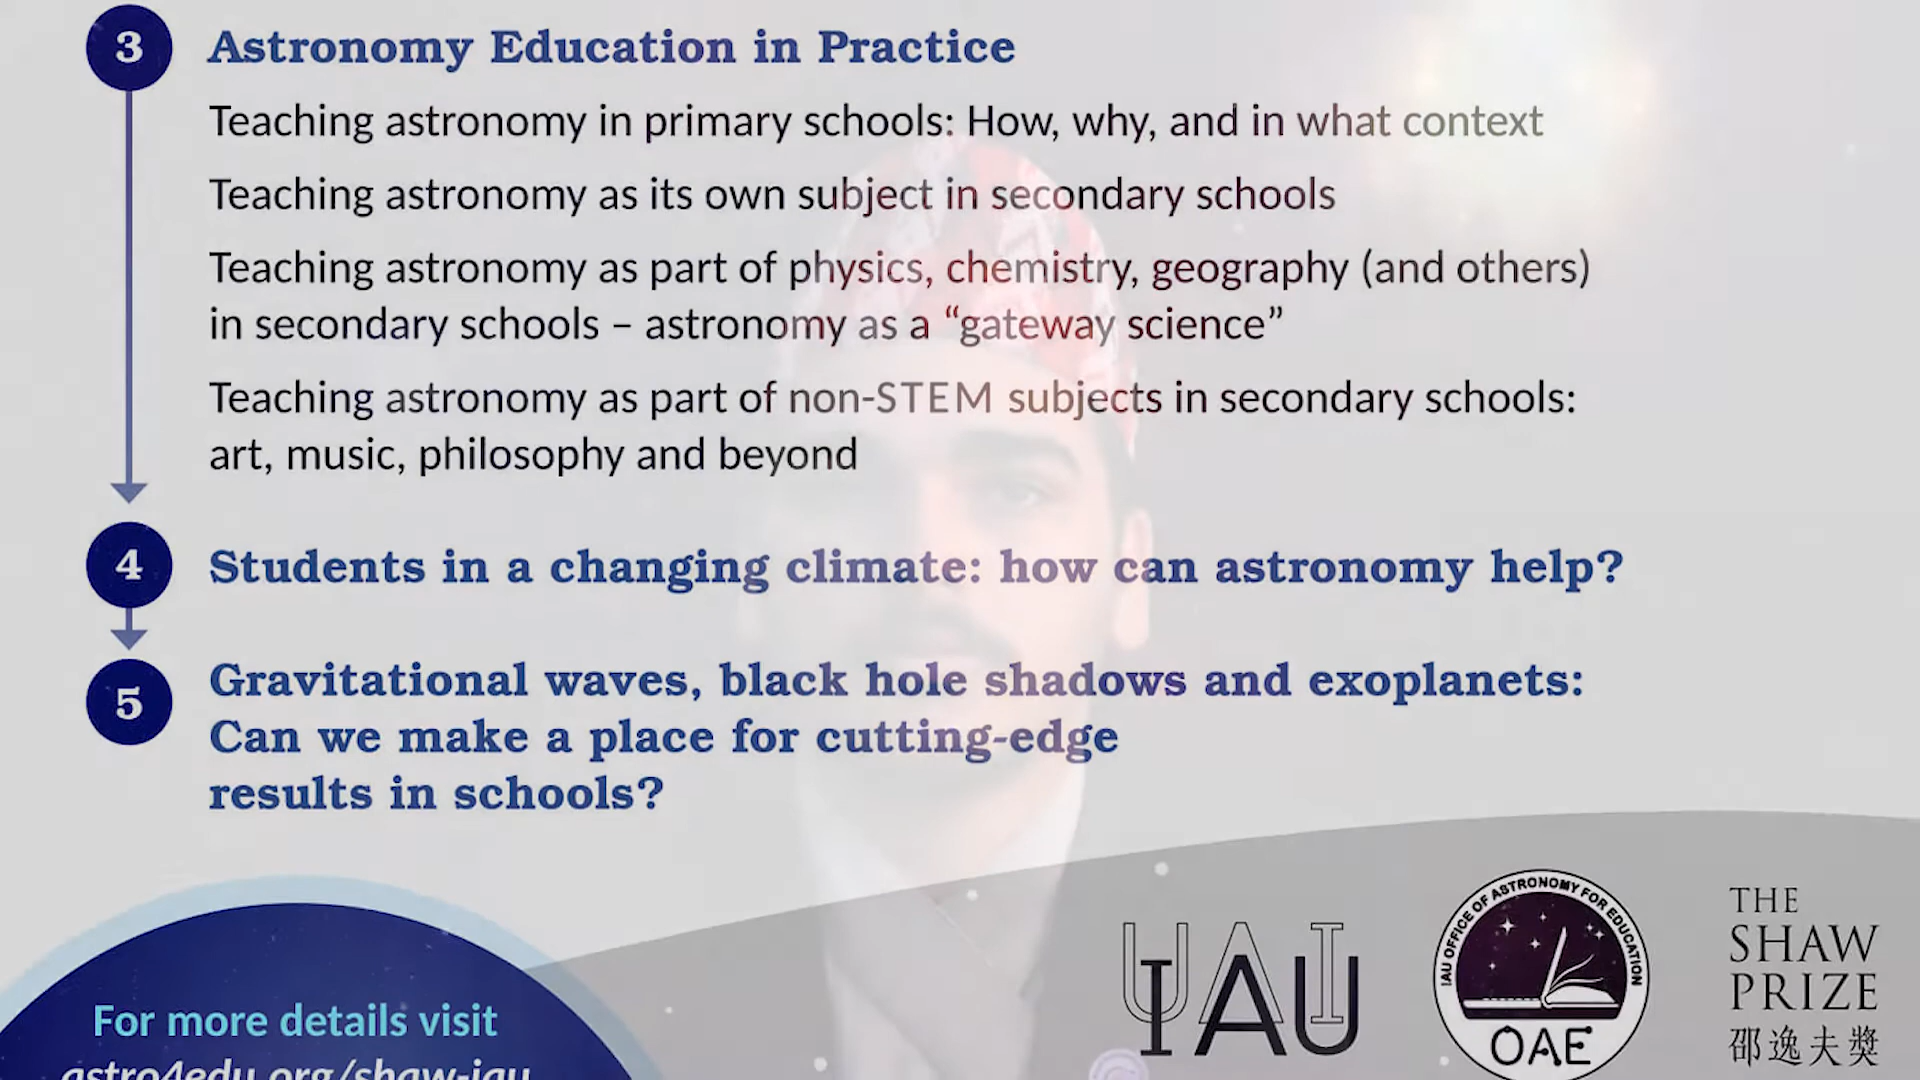 3 Astronomy Education in Practice
Teaching astronomy in primary schools: How, why, and in what context
Teaching astronomy as its own subject in secondary schools
Teaching astronomy as part of physics, chemistry, geography (and others)
in secondary schools – astronomy as a “gateway science”
Teaching astronomy as part of non-STEM subjects in secondary schools:
art, music, philosophy and beyond
4 Students in a changing climate: how can astronomy help?
5 Gravitational waves, black hole shadows and exoplanets:
Can we make a place for cutting-edge
results in schools?
For more details visit
astro4edu.org/shaw-iau
IAU
IAU OFFICE OF ASTRONOMY FOR EDUCATION
OAE
THE
SHAW
PRIZE
邵逸夫獎